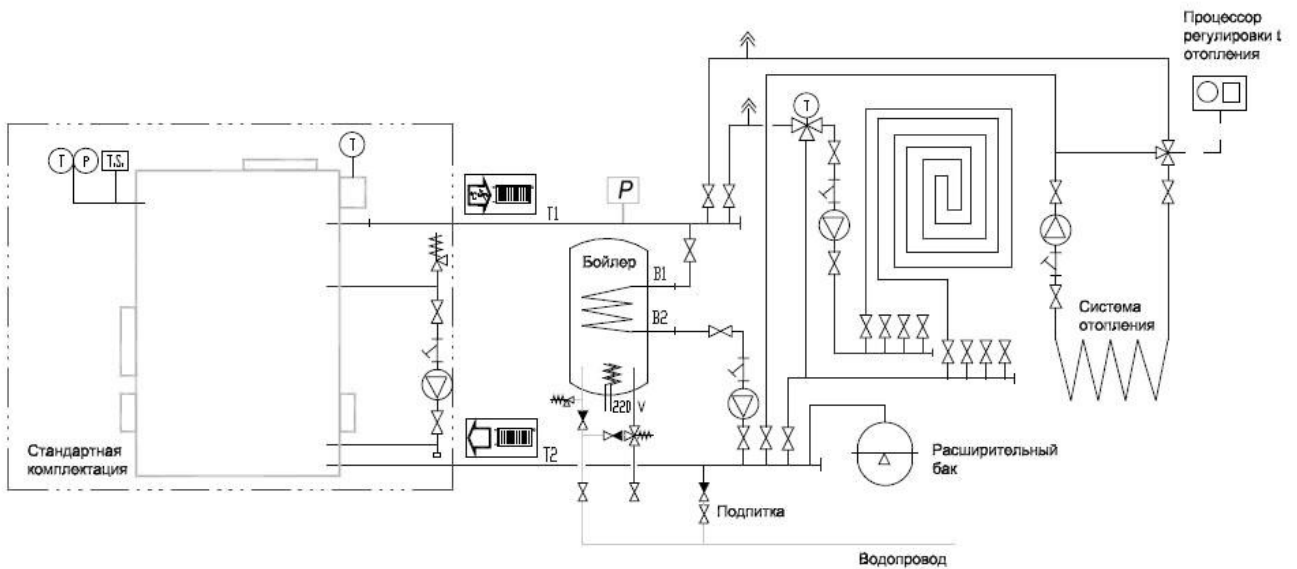 Процессор
регулировки t
отопления
T
T
T P T.S.
P
T1
Бойлер
B1
B2
Система
отопления
220 V
Стандартная
комплектация
T2
Расширительный
бак
Подпитка
Водопровод